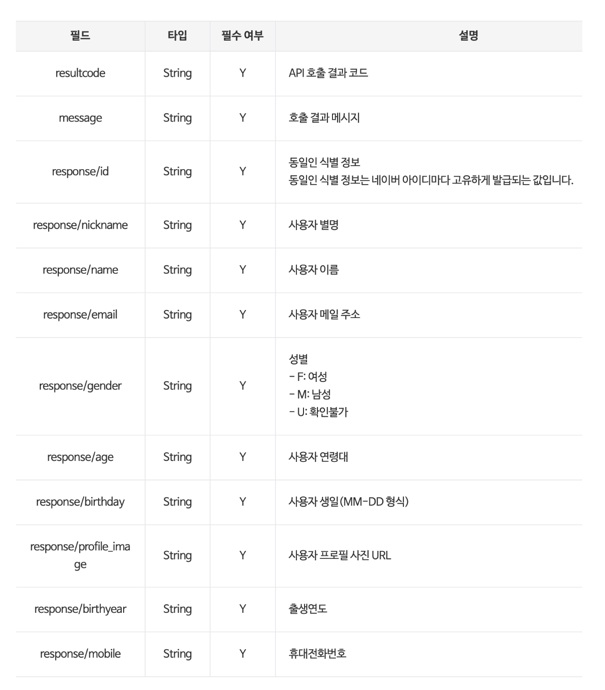 필드 타입 필수 여부 설명
resultcode String Y API 호출 결과 코드
message String Y 호출 결과 메시지
response/id String Y 동일인 식별 정보
동일인 식별 정보는 네이버 아이디마다 고유하게 발급되는 값입니다.
response/nickname String Y 사용자 별명
response/name String Y 사용자 이름
response/email String Y 사용자 메일 주소
response/gender String Y 성별
- F: 여성
- M: 남성
- U: 확인불가
response/age String Y 사용자 연령대
response/birthday String Y 사용자 생일(MM-DD 형식)
response/profile_ima
ge String Y 사용자 프로필 사진 URL
response/birthyear String Y 출생연도
response/mobile String Y 휴대전화번호